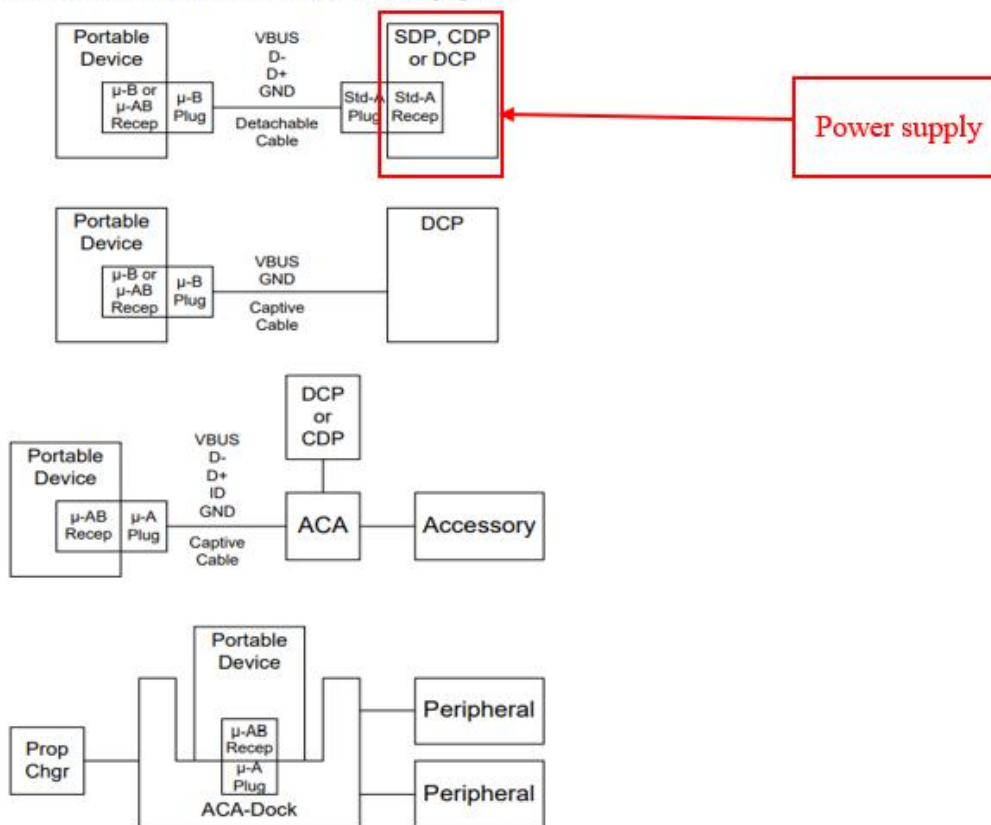 Portable
Device
μ-B or
μ-AB
Recep
μ-B
Plug
VBUS
D-
D+
GND
Detachable
Cable
Std-A
Plug
SDP, CDP
or DCP
Std-A
Recep
Power supply
Portable
Device
μ-B or
μ-AB
Recep
μ-B
Plug
VBUS
GND
Captive
Cable
DCP
Portable
Device
μ-AB
Recep
μ-A
Plug
VBUS
D-
D+
ID
GND
Captive
Cable
DCP
or
CDP
ACA
Accessory
Prop
Chgr
Portable
Device
μ-AB
Recep
μ-A
Plug
ACA-Dock
Peripheral
Peripheral